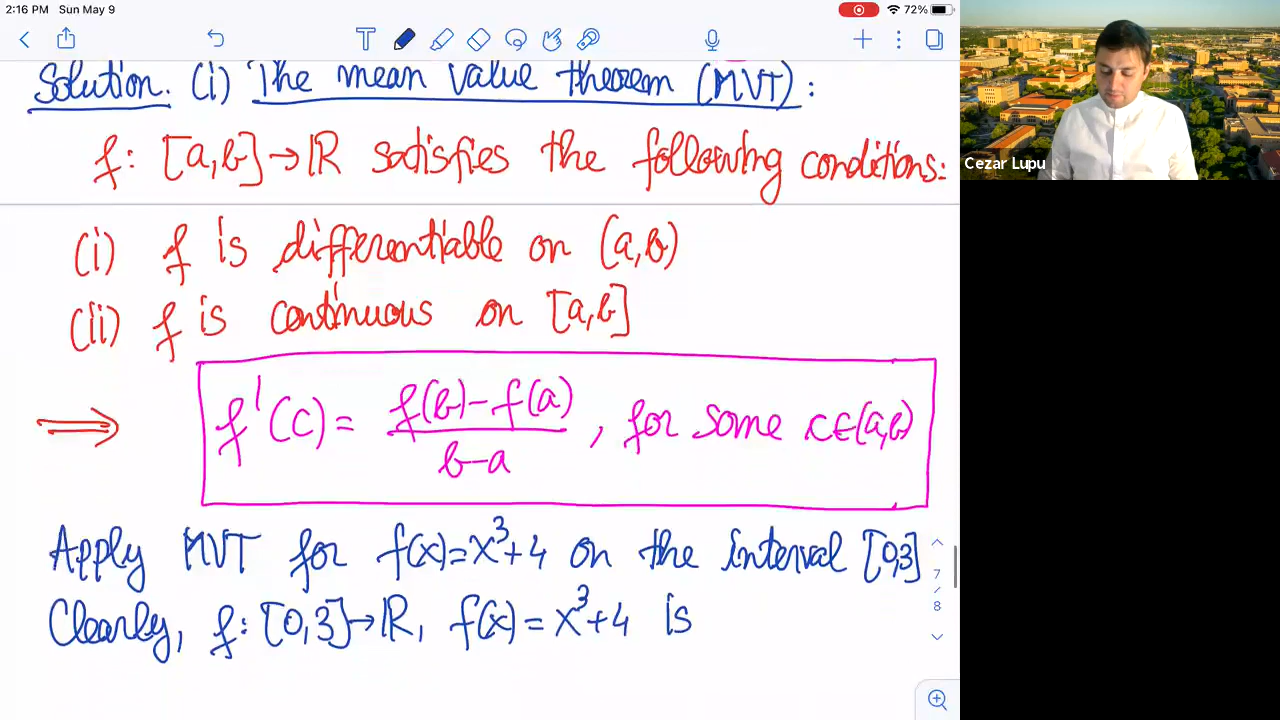 2:16 PM Sun May 9
72%
Solution. (i) The mean value theorem (MVT):
f: [a,b]→ℝ satisfies the following conditions:
Cezar Lupu
(i) f is differentiable on (a,b)
(ii) f is continuous on [a,b]
⟹ f'(c) = \frac{f(b)-f(a)}{b-a}, for some c∈(a,b)
Apply MVT for f(x)=x³+4 on the interval [0,3]
Clearly, f: [0,3]→ℝ, f(x)=x³+4 is
7
/
8